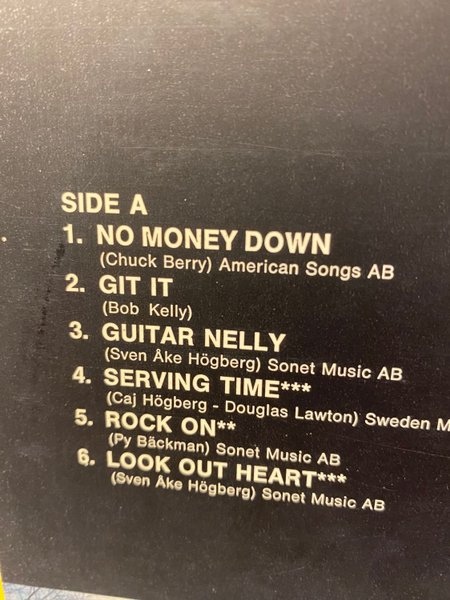 SIDE A
1. NO MONEY DOWN
(Chuck Berry) American Songs AB
2. GIT IT
(Bob Kelly)
3. GUITAR NELLY
(Sven Åke Högberg) Sonet Music AB
4. SERVING TIME***
(Caj Högberg - Douglas Lawton) Sweden M
5. ROCK ON**
(Py Bäckman) Sonet Music AB
6. LOOK OUT HEART***
(Sven Åke Högberg) Sonet Music AB